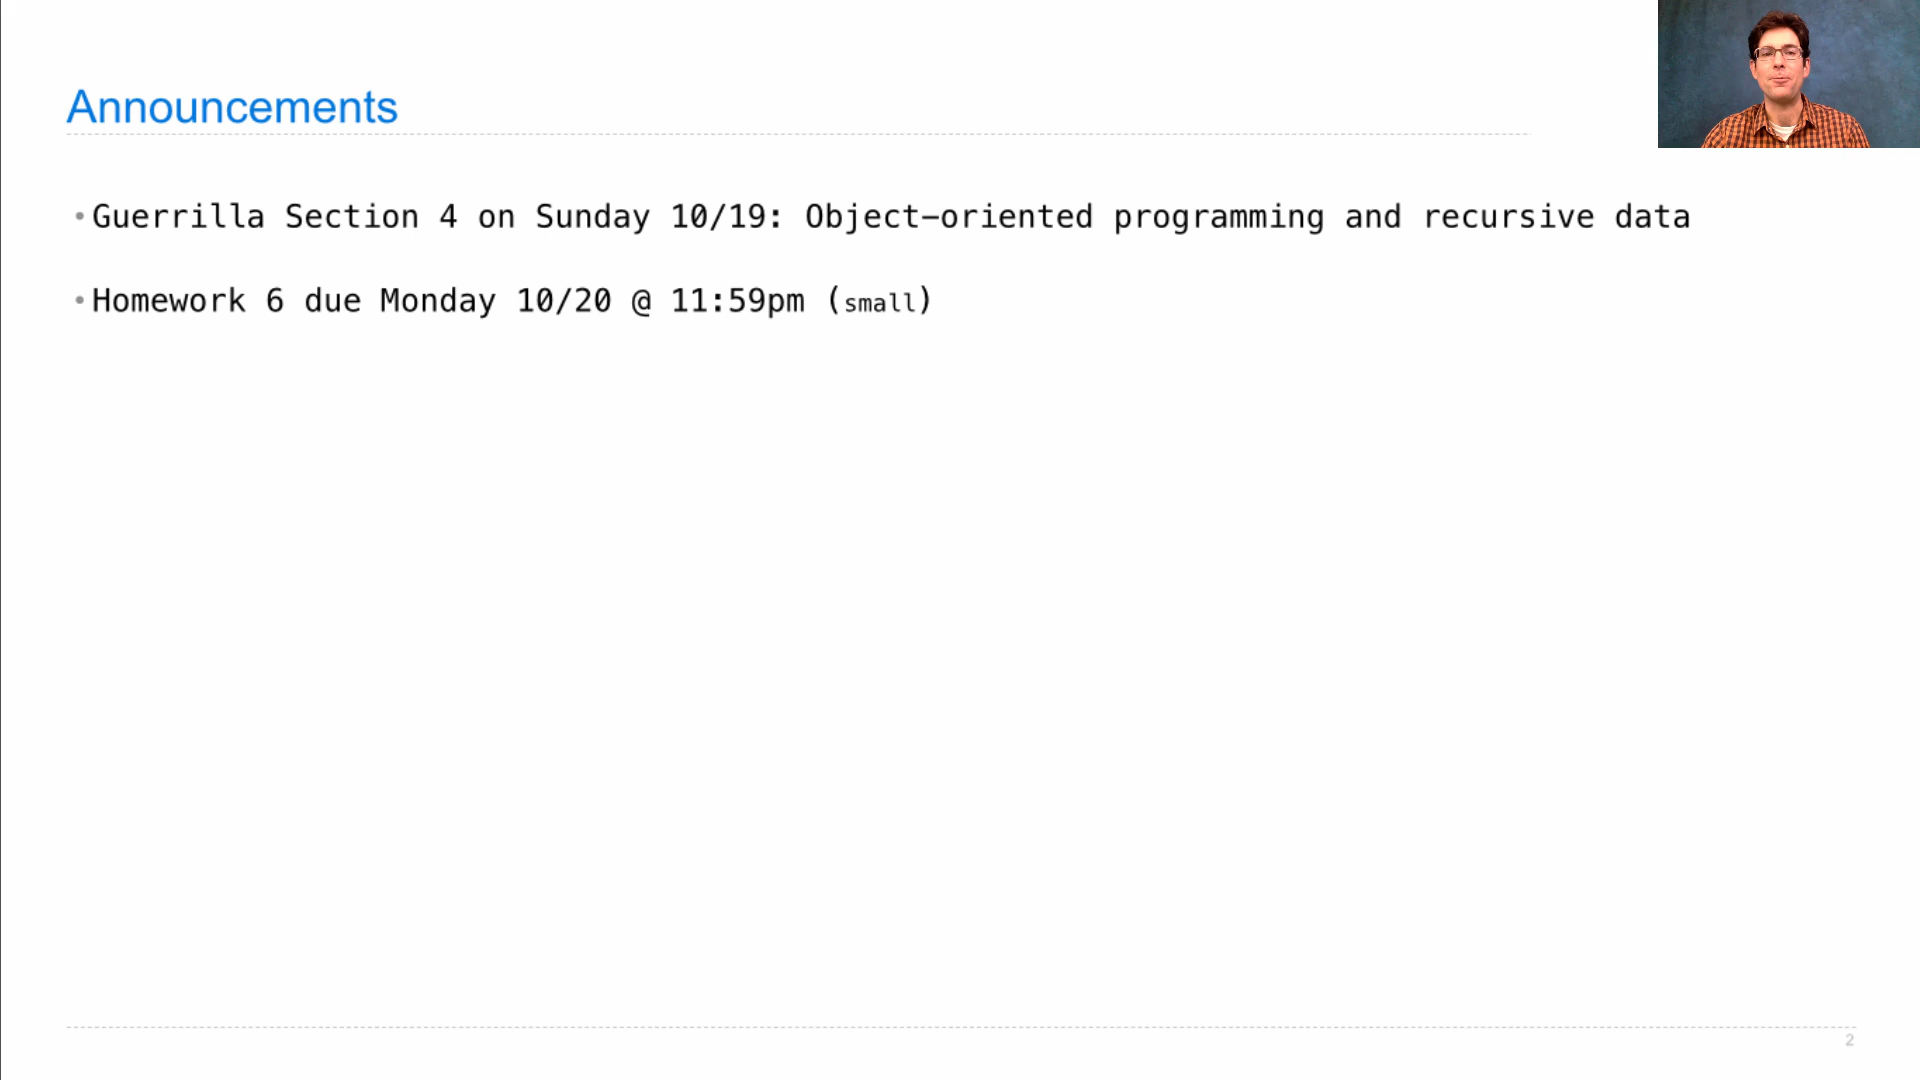 Announcements
•Guerrilla Section 4 on Sunday 10/19: Object-oriented programming and recursive data
•Homework 6 due Monday 10/20 @ 11:59pm (small)
2